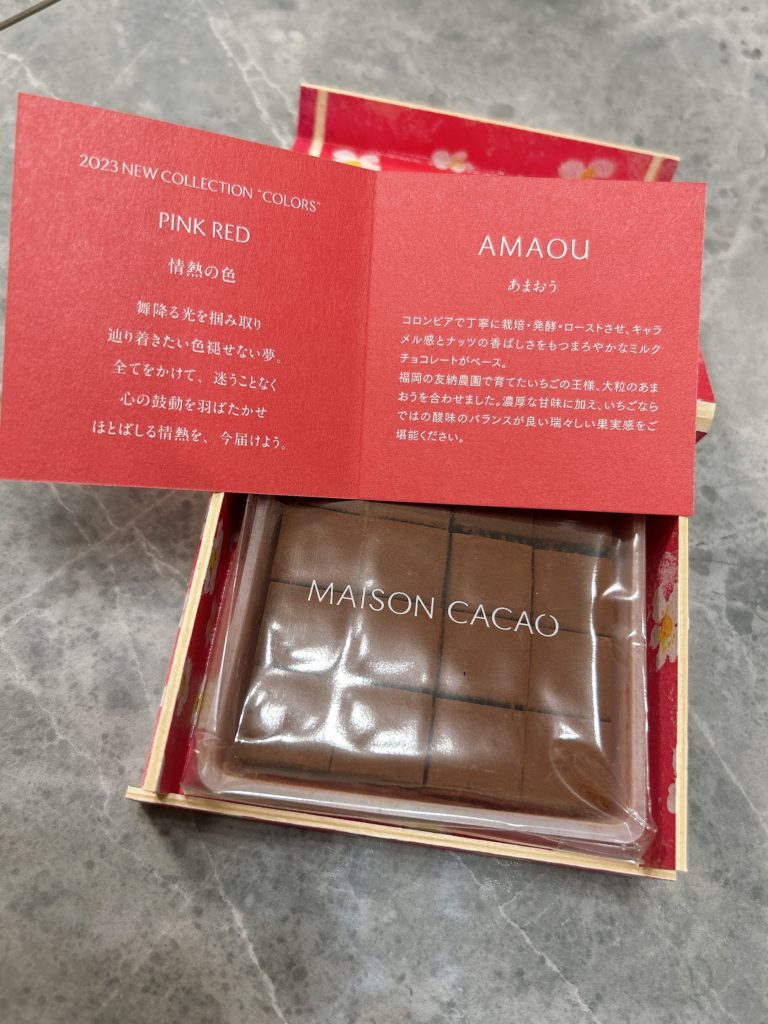 2023 NEW COLLECTION "COLORS"
PINK RED
情熱の色
舞降る光を掴み取り
辿り着きたい色褪せない夢。
全てをかけて、迷うことなく
心の鼓動を羽ばたかせ
ほとばしる情熱を、今届けよう。
AMAOU
あまおう
コロンビアで丁寧に栽培・発酵・ローストさせ、キャラ
メル感とナッツの香ばしさをもつまろやかなミルク
チョコレートがベース。
福岡の友納農園で育てたいちごの王様、大粒のあま
おうを合わせました。濃厚な甘味に加え、いちごなら
ではの酸味のバランスが良い瑞々しい果実感をご
堪能ください。
MAISON CACAO